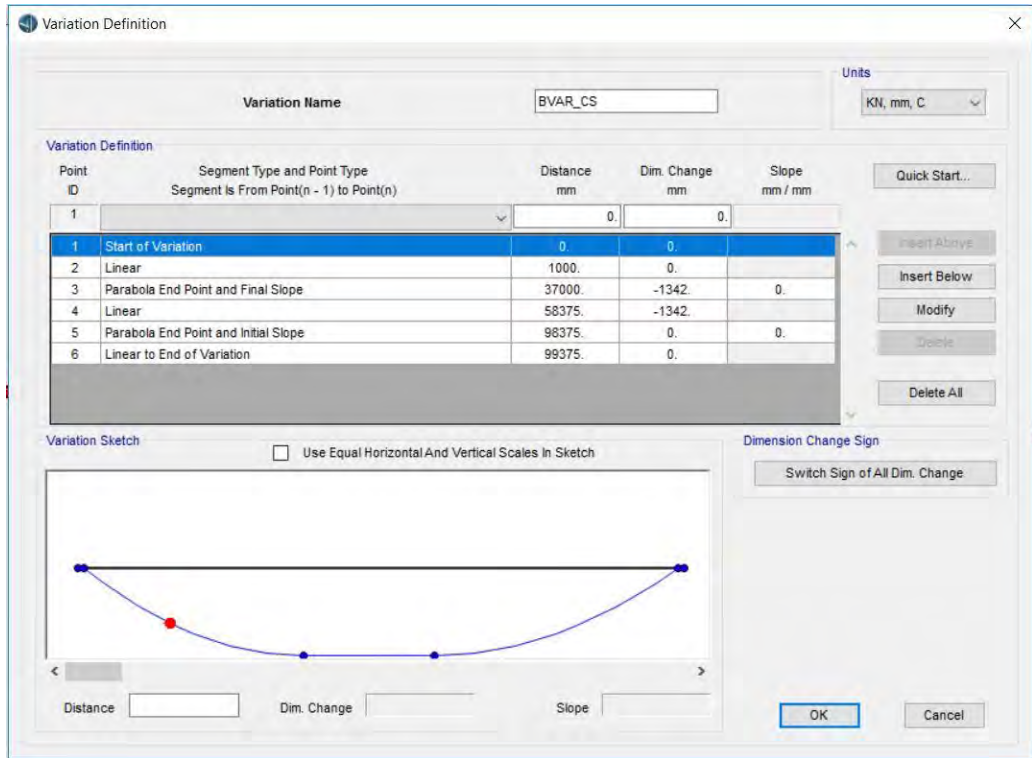 Variation Definition
Units
Variation Name BVAR_CS KN, mm, C
Variation Definition
Point Segment Type and Point Type Distance Dim. Change Slope
ID Segment Is From Point(n - 1) to Point(n) mm mm mm / mm
Quick Start...
1 0. 0.
1 Start of Variation 0. 0.
2 Linear 1000. 0.
3 Parabola End Point and Final Slope 37000. -1342. 0.
4 Linear 58375. -1342.
5 Parabola End Point and Initial Slope 98375. 0. 0.
6 Linear to End of Variation 99375. 0.
Insert Above
Insert Below
Modify
Delete
Delete All
Variation Sketch
Use Equal Horizontal And Vertical Scales In Sketch
Dimension Change Sign
Switch Sign of All Dim. Change
Distance Dim. Change Slope
OK Cancel